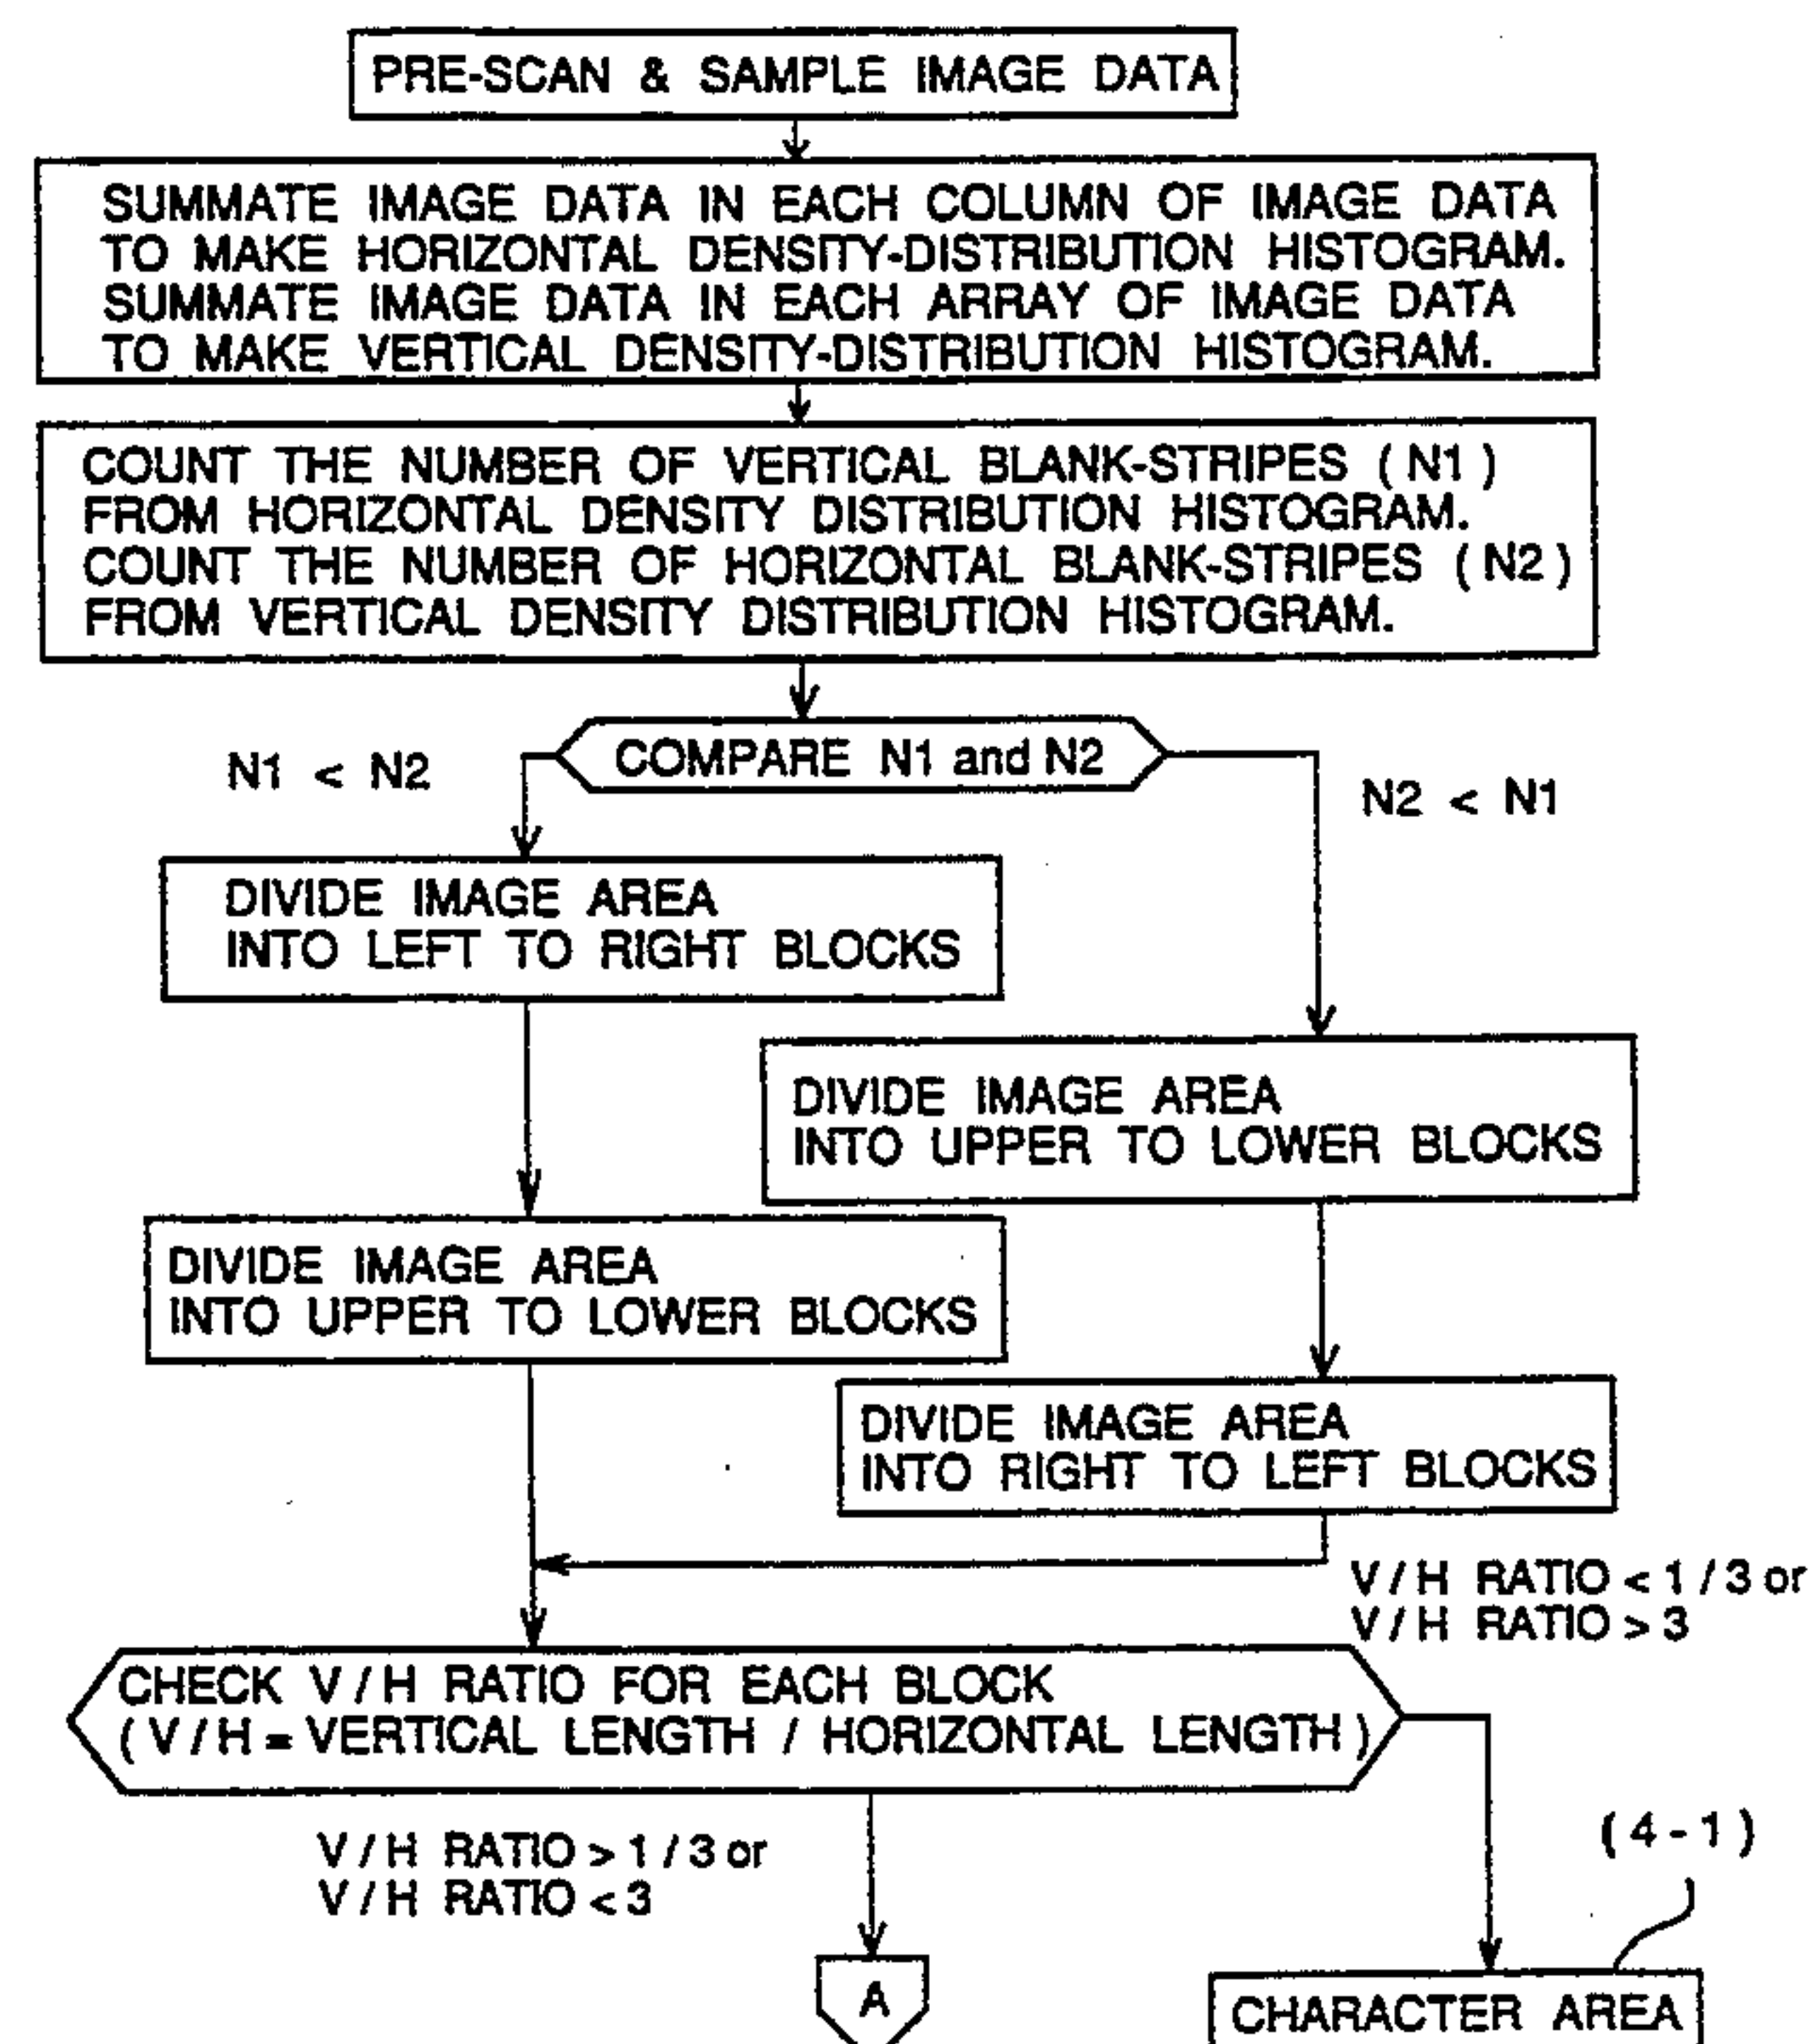 PRE-SCAN & SAMPLE IMAGE DATA
SUMMATE IMAGE DATA IN EACH COLUMN OF IMAGE DATA
TO MAKE HORIZONTAL DENSITY-DISTRIBUTION HISTOGRAM.
SUMMATE IMAGE DATA IN EACH ARRAY OF IMAGE DATA
TO MAKE VERTICAL DENSITY-DISTRIBUTION HISTOGRAM.
COUNT THE NUMBER OF VERTICAL BLANK-STRIPES (N1)
FROM HORIZONTAL DENSITY DISTRIBUTION HISTOGRAM.
COUNT THE NUMBER OF HORIZONTAL BLANK-STRIPES (N2)
FROM VERTICAL DENSITY DISTRIBUTION HISTOGRAM.
COMPARE N1 and N2
N1 < N2
N2 < N1
DIVIDE IMAGE AREA
INTO LEFT TO RIGHT BLOCKS
DIVIDE IMAGE AREA
INTO UPPER TO LOWER BLOCKS
DIVIDE IMAGE AREA
INTO UPPER TO LOWER BLOCKS
DIVIDE IMAGE AREA
INTO RIGHT TO LEFT BLOCKS
V/H RATIO < 1/3 or
V/H RATIO > 3
CHECK V/H RATIO FOR EACH BLOCK
(V/H = VERTICAL LENGTH / HORIZONTAL LENGTH)
V/H RATIO > 1/3 or
V/H RATIO < 3
(4-1)
A
CHARACTER AREA